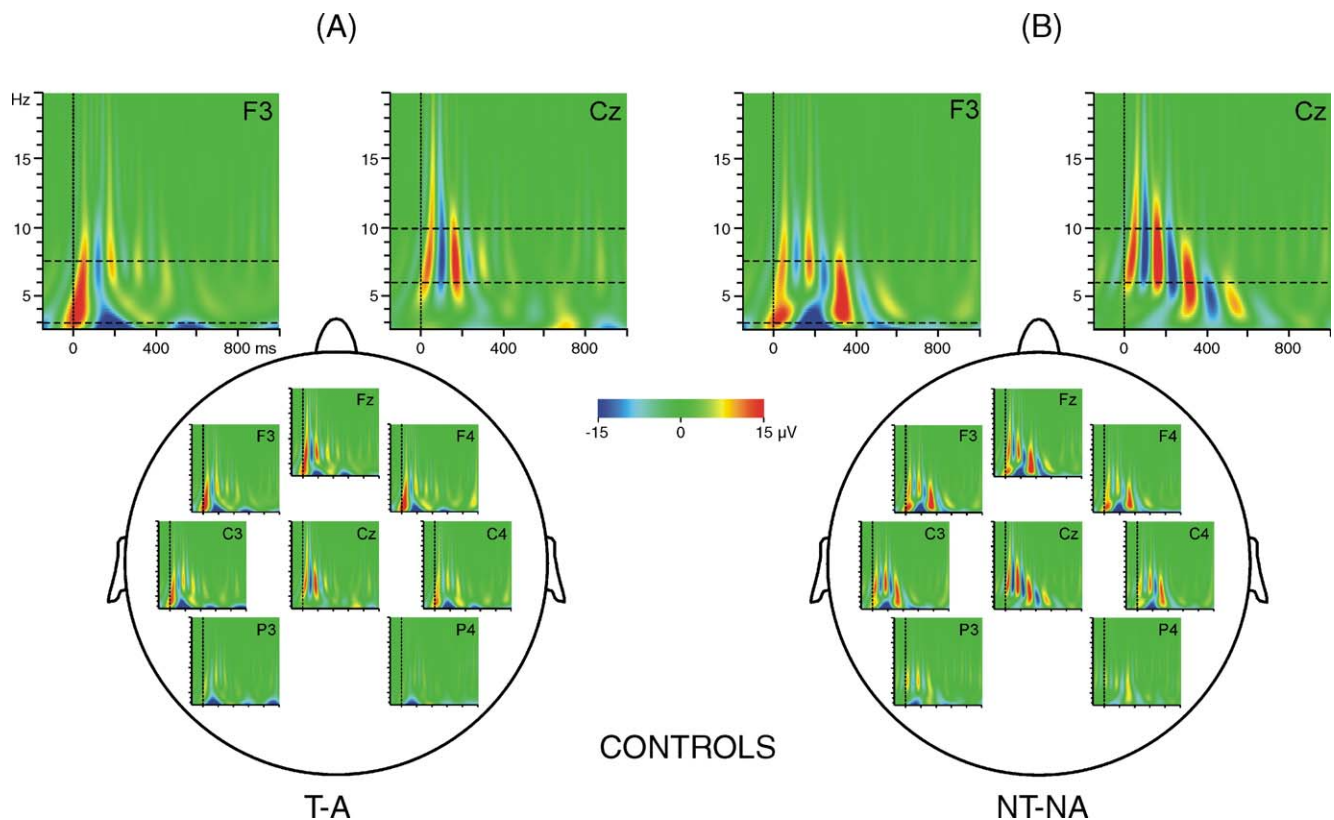 (A) (B)
Hz F3 Cz F3 Cz
15 15 15 15
10 10 10 10
5 5 5 5
0 400 800 ms 0 400 800 0 400 800 0 400 800
Fz Fz
F3 F4 F3 F4
-15 0 15 µV
C3 Cz C4 C3 Cz C4
P3 P4 P3 P4
CONTROLS
T-A NT-NA